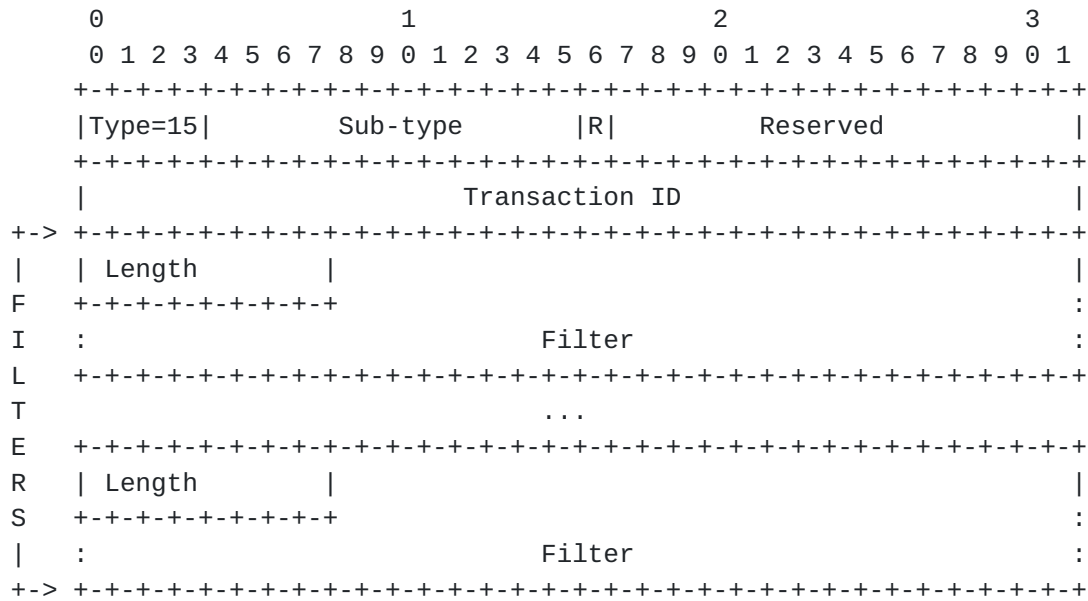 0                   1                   2                   3
     0 1 2 3 4 5 6 7 8 9 0 1 2 3 4 5 6 7 8 9 0 1 2 3 4 5 6 7 8 9 0 1
    +-+-+-+-+-+-+-+-+-+-+-+-+-+-+-+-+-+-+-+-+-+-+-+-+-+-+-+-+-+-+-+-+
    |Type=15|        Sub-type       |R|         Reserved            |
    +-+-+-+-+-+-+-+-+-+-+-+-+-+-+-+-+-+-+-+-+-+-+-+-+-+-+-+-+-+-+-+-+
    |                        Transaction ID                         |
+-> +-+-+-+-+-+-+-+-+-+-+-+-+-+-+-+-+-+-+-+-+-+-+-+-+-+-+-+-+-+-+-+-+
|   | Length        |                                               |
F   +-+-+-+-+-+-+-+-+                                               :
I   :                             Filter                            :
L   +-+-+-+-+-+-+-+-+-+-+-+-+-+-+-+-+-+-+-+-+-+-+-+-+-+-+-+-+-+-+-+-+
T                                 ...
E   +-+-+-+-+-+-+-+-+-+-+-+-+-+-+-+-+-+-+-+-+-+-+-+-+-+-+-+-+-+-+-+-+
R   | Length        |                                               |
S   +-+-+-+-+-+-+-+-+                                               :
|   :                             Filter                            :
+-> +-+-+-+-+-+-+-+-+-+-+-+-+-+-+-+-+-+-+-+-+-+-+-+-+-+-+-+-+-+-+-+-+